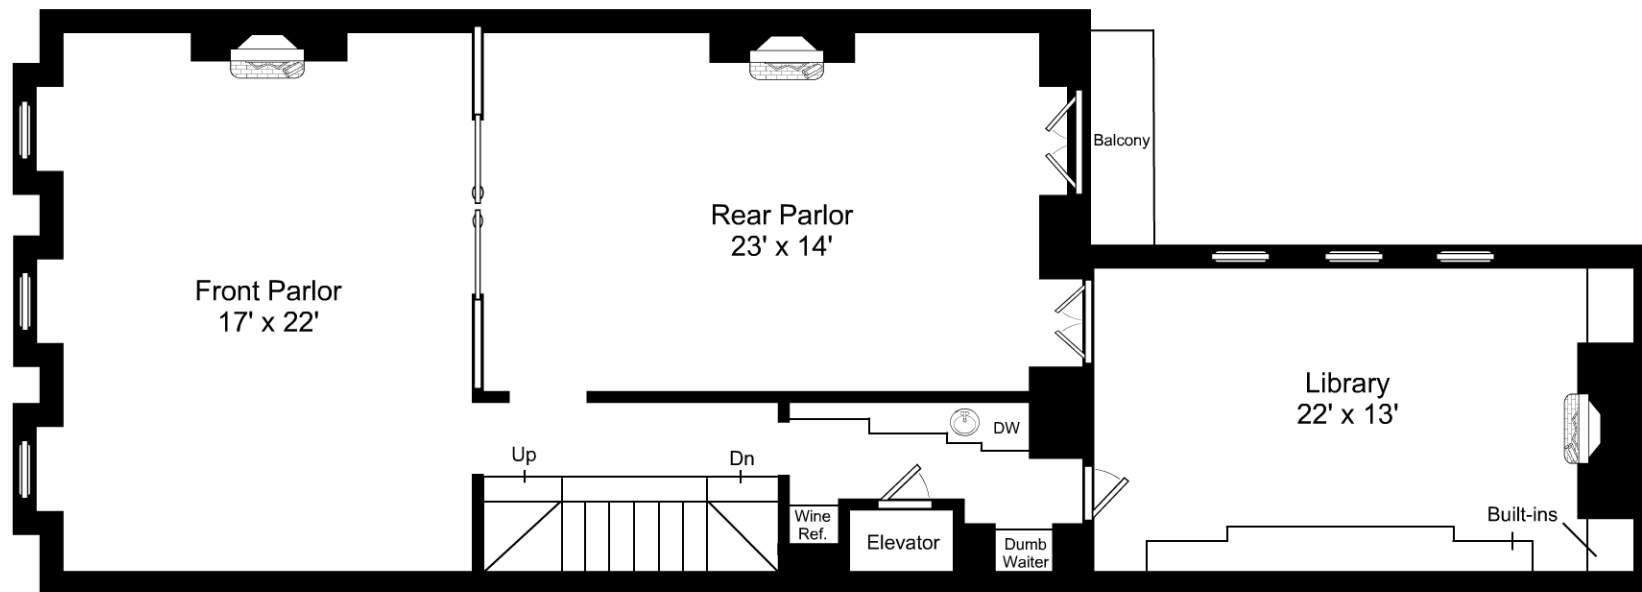 Balcony
Rear Parlor
23' x 14'
Front Parlor
17' x 22'
Library
22' x 13'
DW
Up
Dn
Wine
Ref.
Elevator
Dumb
Waiter
Built-ins